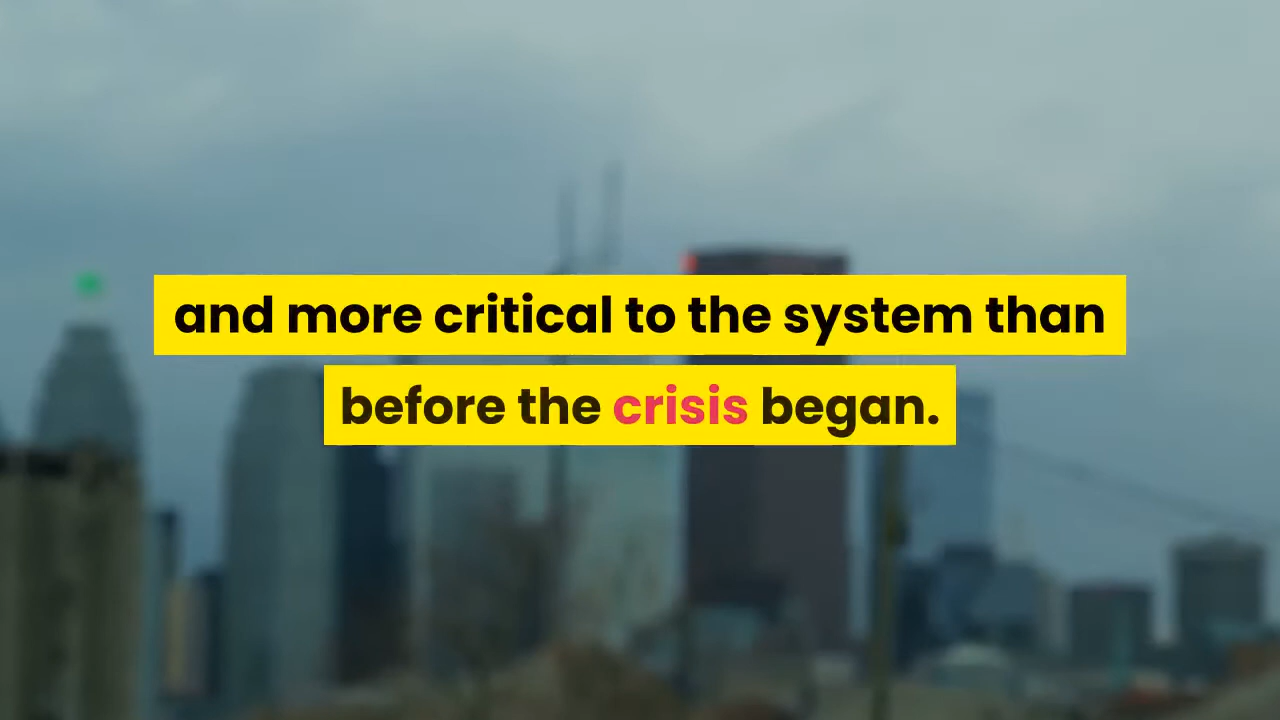 and more critical to the system than
before the crisis began.